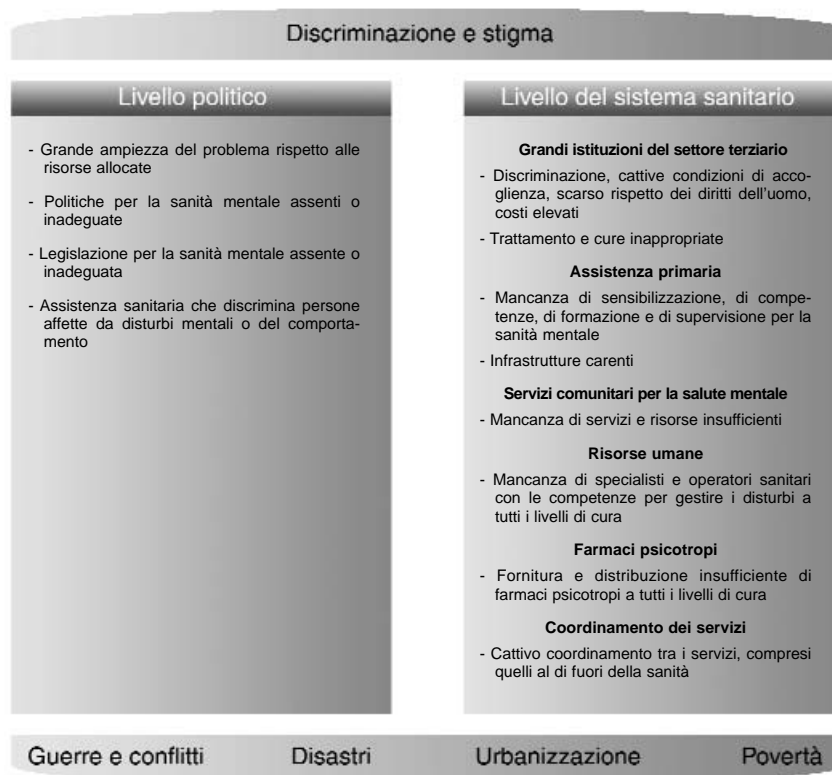 Discriminazione e stigma
Livello politico
- Grande ampiezza del problema rispetto alle
risorse allocate
- Politiche per la sanità mentale assenti o
inadeguate
- Legislazione per la sanità mentale assente o
inadeguata
- Assistenza sanitaria che discrimina persone
affette da disturbi mentali o del comporta-
mento
Livello del sistema sanitario
Grandi istituzioni del settore terziario
- Discriminazione, cattive condizioni di acco-
glienza, scarso rispetto dei diritti dell'uomo,
costi elevati
- Trattamento e cure inappropriate
Assistenza primaria
- Mancanza di sensibilizzazione, di compe-
tenze, di formazione e di supervisione per la
sanità mentale
- Infrastrutture carenti
Servizi comunitari per la salute mentale
- Mancanza di servizi e risorse insufficienti
Risorse umane
- Mancanza di specialisti e operatori sanitari
con le competenze per gestire i disturbi a
tutti i livelli di cura
Farmaci psicotropi
- Fornitura e distribuzione insufficiente di
farmaci psicotropi a tutti i livelli di cura
Coordinamento dei servizi
- Cattivo coordinamento tra i servizi, compresi
quelli al di fuori della sanità
Guerre e conflitti Disastri Urbanizzazione Povertà